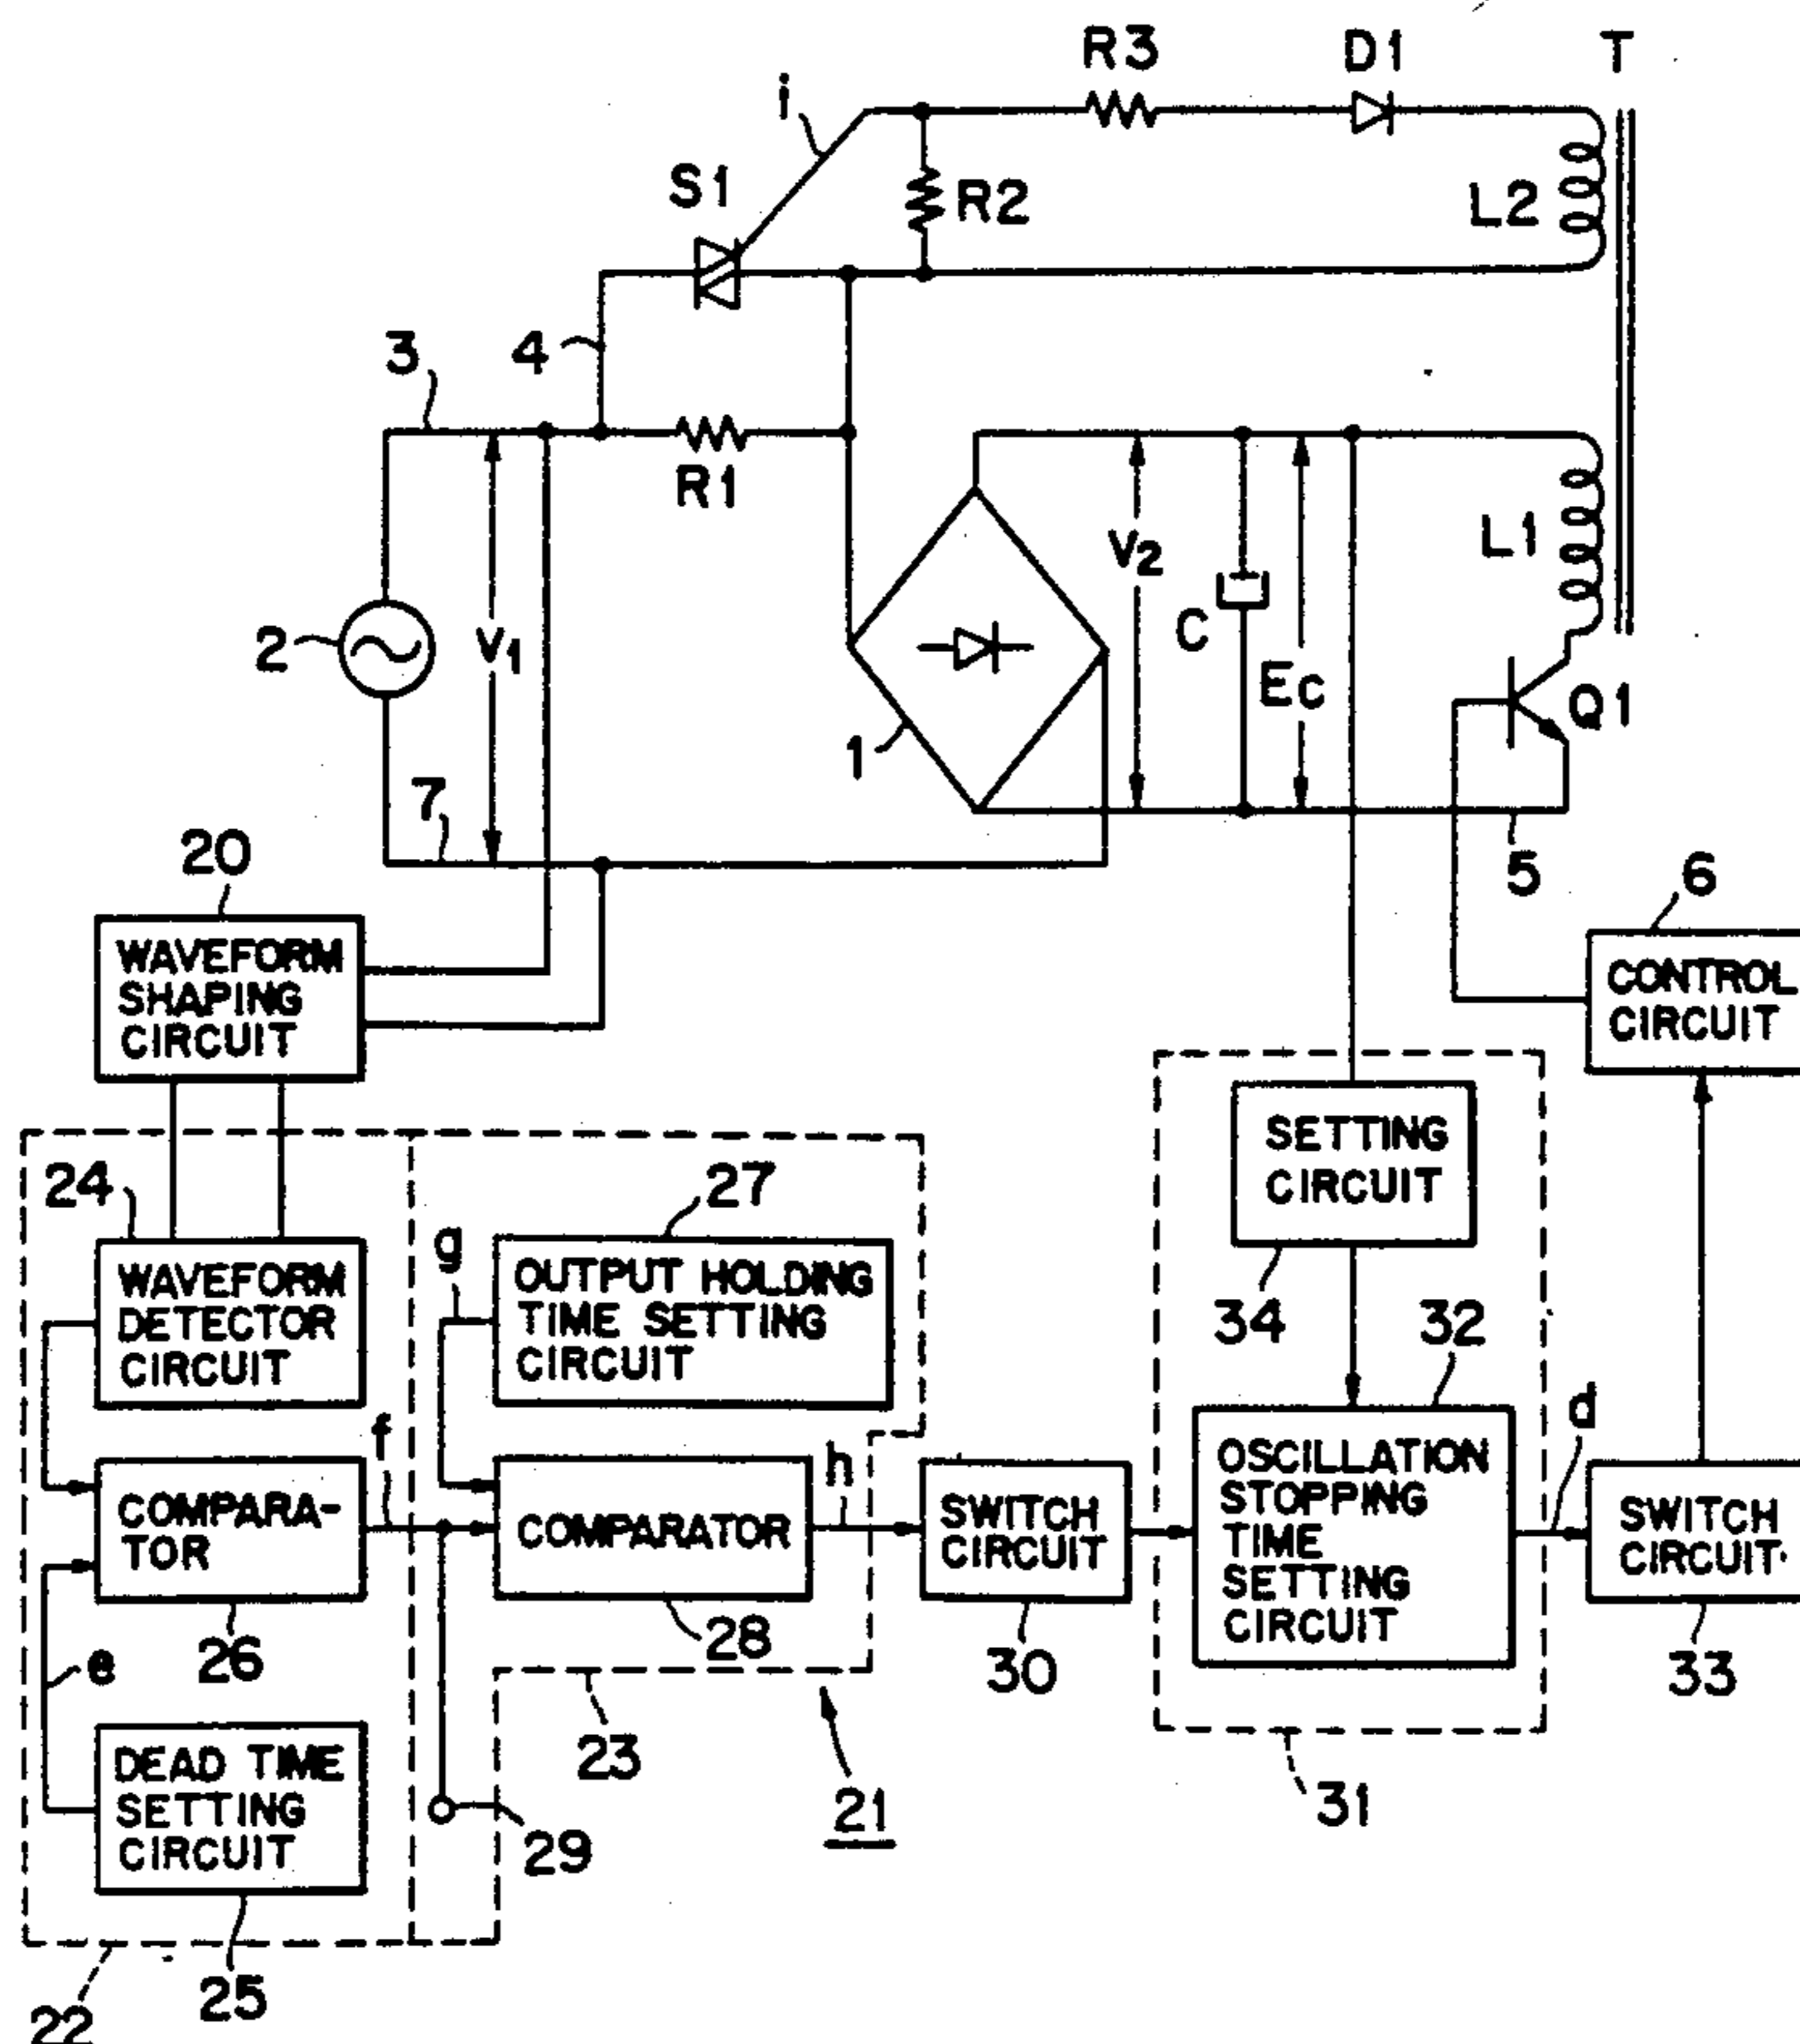 R3
D1
T
i
S1
R2
L2
3
4
R1
V2
L1
C
2
V1
Ec
Q1
1
7
20
5
6
WAVEFORM
SHAPING
CIRCUIT
CONTROL
CIRCUIT
24
27
g
SETTING
CIRCUIT
WAVEFORM
DETECTOR
CIRCUIT
OUTPUT HOLDING
TIME SETTING
CIRCUIT
34
32
f
h
d
COMPARA-
TOR
COMPARATOR
SWITCH
CIRCUIT
OSCILLATION
STOPPING
TIME
SETTING
CIRCUIT
SWITCH
CIRCUIT
e
26
28
30
33
23
21
31
DEAD TIME
SETTING
CIRCUIT
29
25
22